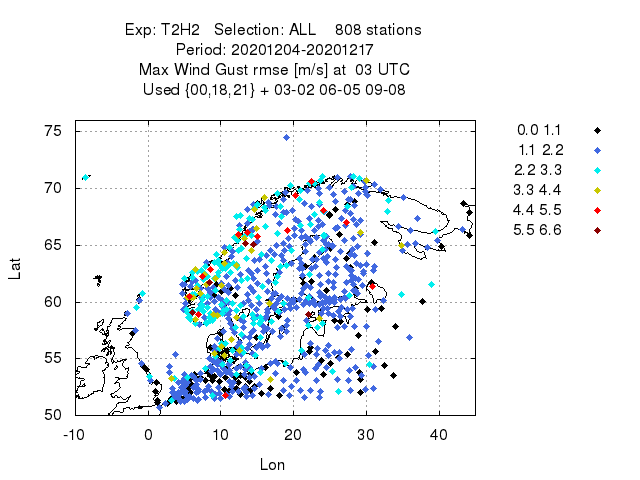 Exp: T2H2   Selection: ALL    808 stations
Period: 20201204-20201217
Max Wind Gust rmse [m/s] at  03 UTC
Used {00,18,21} + 03-02 06-05 09-08
0.0 1.1
1.1 2.2
2.2 3.3
3.3 4.4
4.4 5.5
5.5 6.6
75
70
65
60
55
50
Lat
-10 0 10 20 30 40
Lon